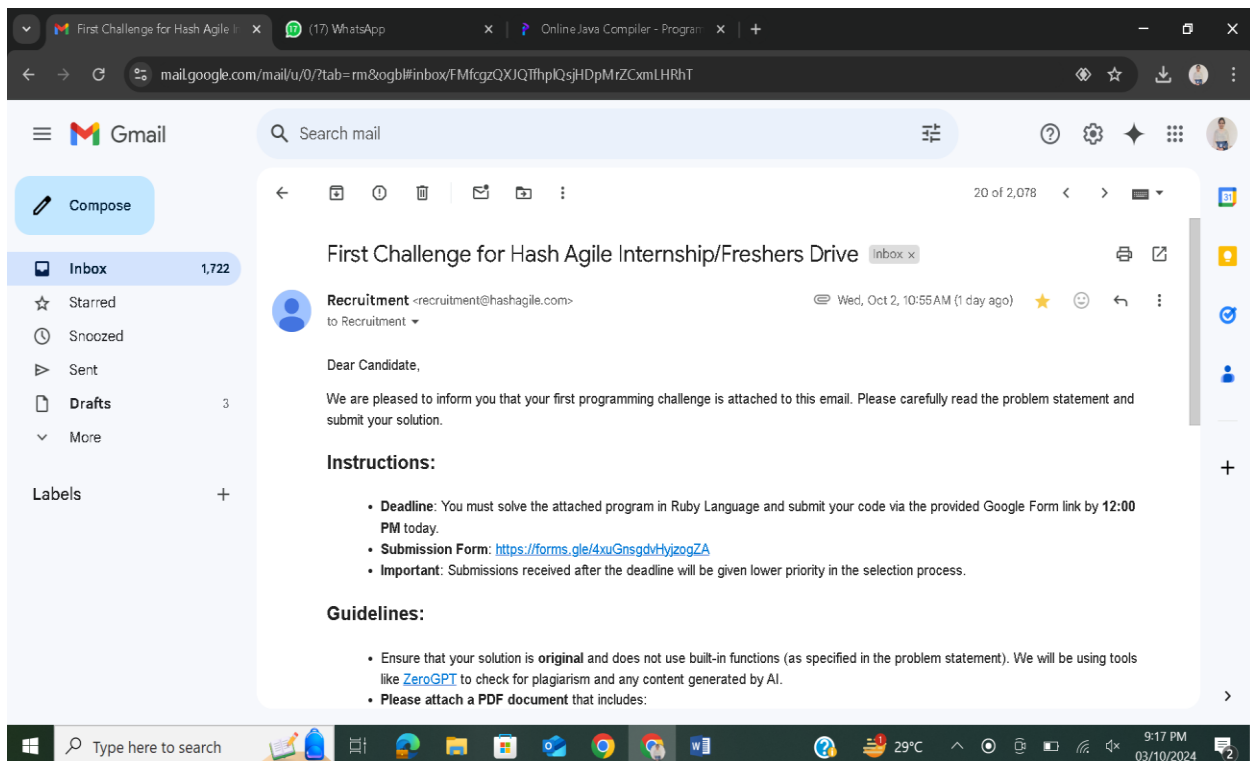 First Challenge for Hash Agile In
(17) WhatsApp
Online Java Compiler - Program
mail.google.com/mail/u/0/?tab=rm&ogbl#inbox/FMfcgzQXJQTfhplQsjHDpMrZCxmLHRhT
Gmail
Search mail
Compose
20 of 2,078
31
First Challenge for Hash Agile Internship/Freshers Drive Inbox x
Inbox 1,722
Starred
Snoozed
Sent
Drafts 3
More
Labels
Recruitment <recruitment@hashagile.com> Wed, Oct 2, 10:55 AM (1 day ago)
to Recruitment
Dear Candidate,
We are pleased to inform you that your first programming challenge is attached to this email. Please carefully read the problem statement and
submit your solution.
Instructions:
• Deadline: You must solve the attached program in Ruby Language and submit your code via the provided Google Form link by 12:00
PM today.
• Submission Form: https://forms.gle/4xuGnsgdvHyjzogZA
• Important: Submissions received after the deadline will be given lower priority in the selection process.
Guidelines:
• Ensure that your solution is original and does not use built-in functions (as specified in the problem statement). We will be using tools
like ZeroGPT to check for plagiarism and any content generated by AI.
• Please attach a PDF document that includes:
Type here to search
29°C
9:17 PM
03/10/2024
2